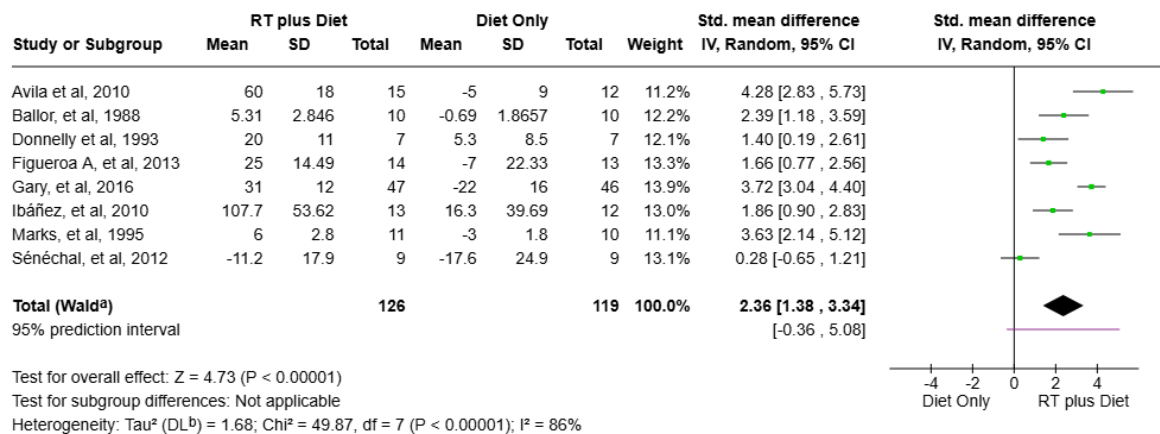 RT plus Diet Diet Only Std. mean difference Std. mean difference
Study or Subgroup Mean SD Total Mean SD Total Weight IV, Random, 95% CI IV, Random, 95% CI
Avila et al, 2010 60 18 15 -5 9 12 11.2% 4.28 [2.83 , 5.73]
Ballor, et al, 1988 5.31 2.846 10 -0.69 1.8657 10 12.2% 2.39 [1.18 , 3.59]
Donnelly et al, 1993 20 11 7 5.3 8.5 7 12.2% 1.40 [0.19 , 2.61]
Figueroa A, et al, 2013 25 14.49 14 -7 22.33 13 13.3% 1.66 [0.77 , 2.56]
Gary, et al, 2016 31 12 47 -22 16 46 13.9% 3.72 [3.04 , 4.40]
Ibáñez, et al, 2010 107.7 53.62 13 16.3 39.69 12 13.0% 1.86 [0.90 , 2.83]
Marks, et al, 1995 6 2.8 11 -3 1.8 10 11.1% 3.63 [2.14 , 5.12]
Sénéchal, et al, 2012 -11.2 17.9 9 -17.6 24.9 9 13.1% 0.28 [-0.65 , 1.21]
Total (Waldᵃ) 126 119 100.0% 2.36 [1.38 , 3.34]
95% prediction interval [-0.36 , 5.08]
Test for overall effect: Z = 4.73 (P < 0.00001)
-4 -2 0 2 4
Test for subgroup differences: Not applicable
Diet Only RT plus Diet
Heterogeneity: Tau² (DLᵇ) = 1.68; Chi² = 49.87, df = 7 (P < 0.00001); I² = 86%